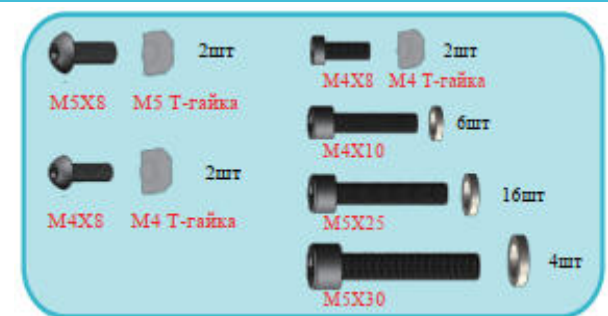 2шт
M5X8 M5 Т-гайка
2шт
M4X8 M4 Т-гайка
2шт
M4X8 M4 Т-гайка
6шт
M4X10
16шт
M5X25
4шт
M5X30